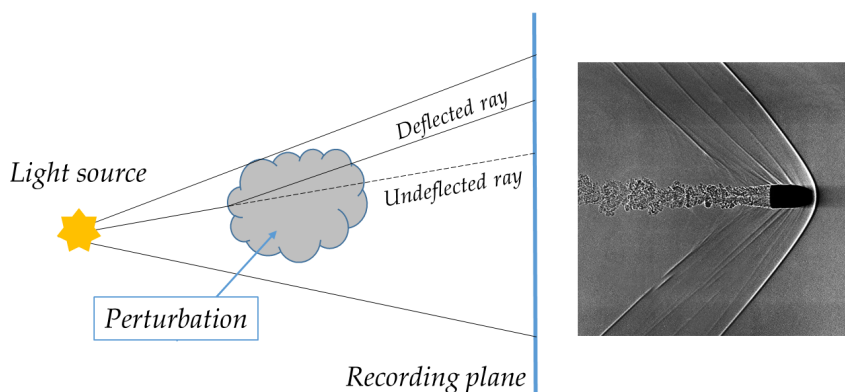 Light source
Deflected ray
Undeflected ray
Perturbation
Recording plane